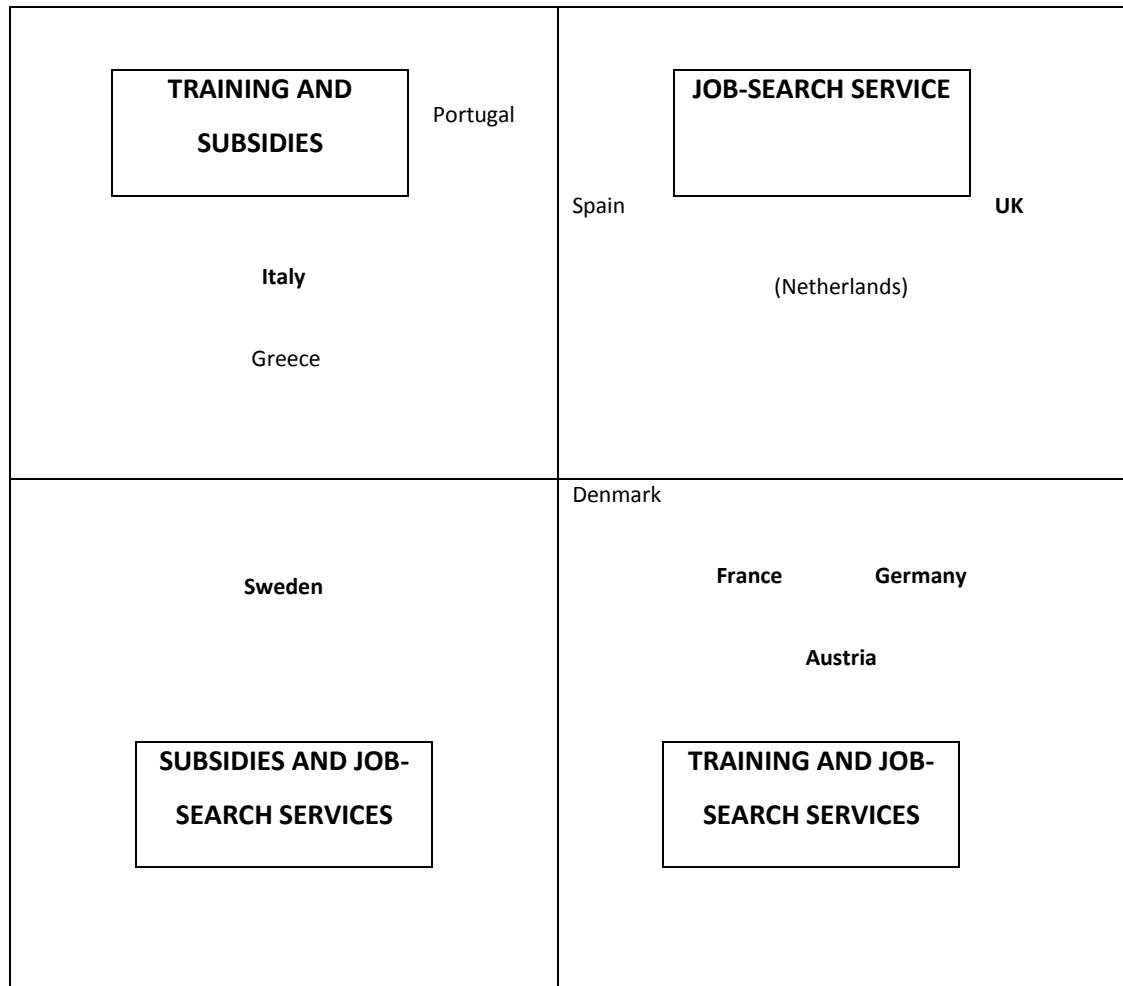 TRAINING AND
SUBSIDIES
Portugal
Italy
Greece
JOB-SEARCH SERVICE
Spain
UK
(Netherlands)
Sweden
SUBSIDIES AND JOB-
SEARCH SERVICES
Denmark
France Germany
Austria
TRAINING AND JOB-
SEARCH SERVICES